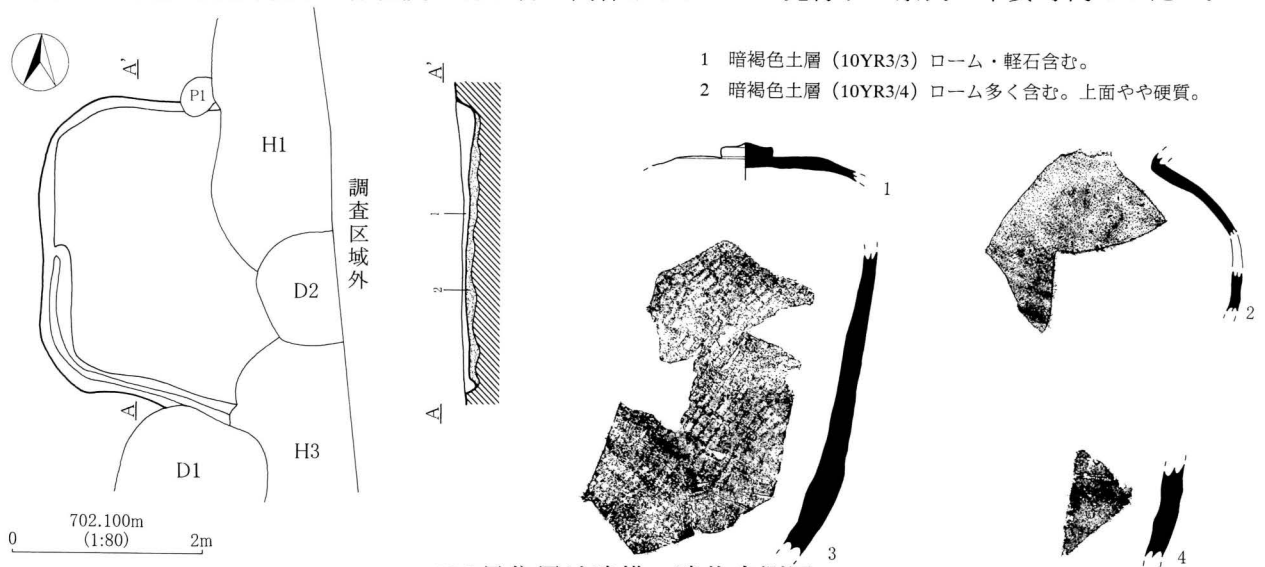 1 暗褐色土層（10YR3/3）ローム・軽石含む。
2 暗褐色土層（10YR3/4）ローム多く含む。上面やや硬質。
A'
P1
H1
調査区域外
D2
A
D1
H3
A'
1
2
A
702.100m
(1:80)
0 2m
1
2
3
4